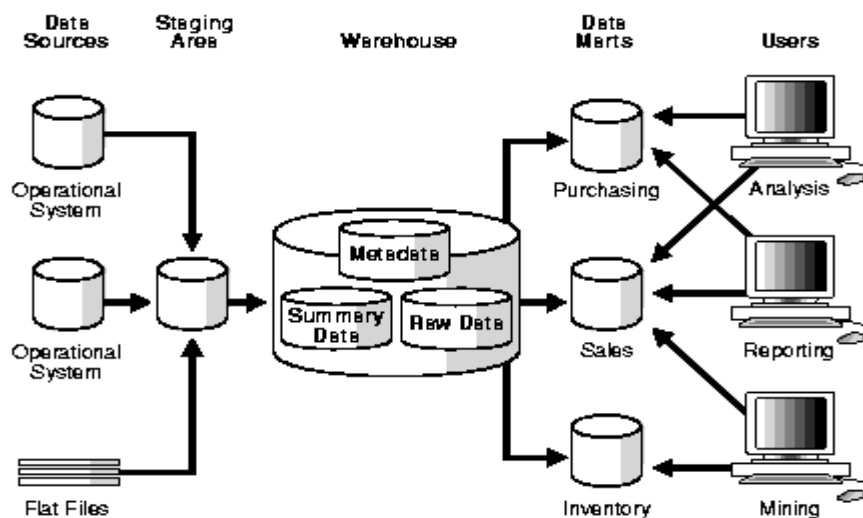 Data Sources
Staging Area
Warehouse
Data Marts
Users
Operational System
Purchasing
Analysis
Metadata
Summary Data
Raw Data
Operational System
Sales
Reporting
Flat Files
Inventory
Mining